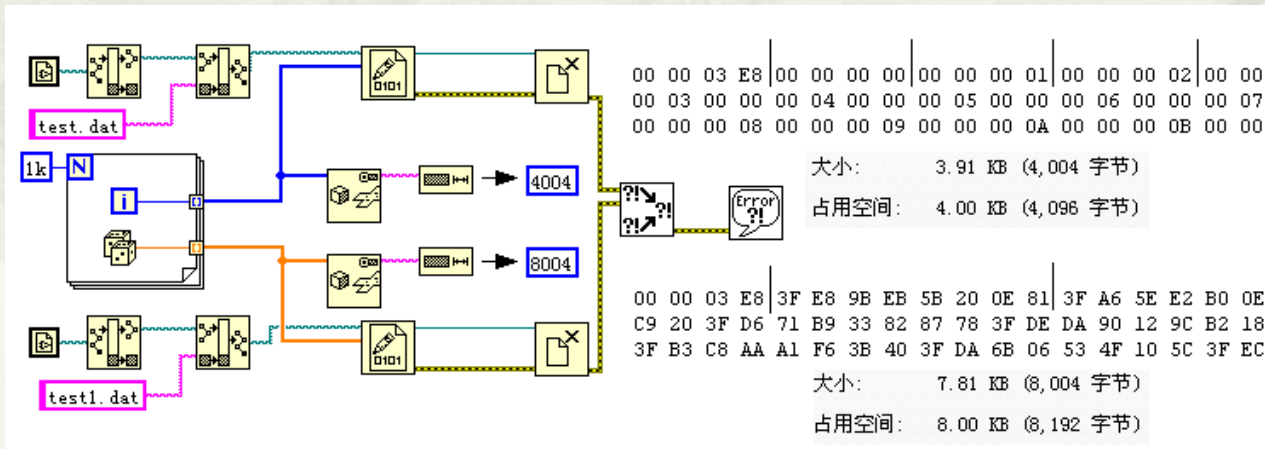 test.dat
0101
1k
N
i
4004
8004
0101
test1.dat
?!
?!
?!
Error
?!
00 00 03 E8 00 00 00 00 00 00 00 01 00 00 00 02 00 00
00 03 00 00 00 04 00 00 00 05 00 00 00 06 00 00 00 07
00 00 00 08 00 00 00 09 00 00 00 0A 00 00 00 0B 00 00
大小: 3.91 KB (4,004 字节)
占用空间: 4.00 KB (4,096 字节)
00 00 03 E8 3F E8 9B EB 5B 20 0E 81 3F A6 5E E2 B0 0E
C9 20 3F D6 71 B9 33 82 87 78 3F DE DA 90 12 9C B2 18
3F B3 C8 AA A1 F6 3B 40 3F DA 6B 06 53 4F 10 5C 3F EC
大小: 7.81 KB (8,004 字节)
占用空间: 8.00 KB (8,192 字节)